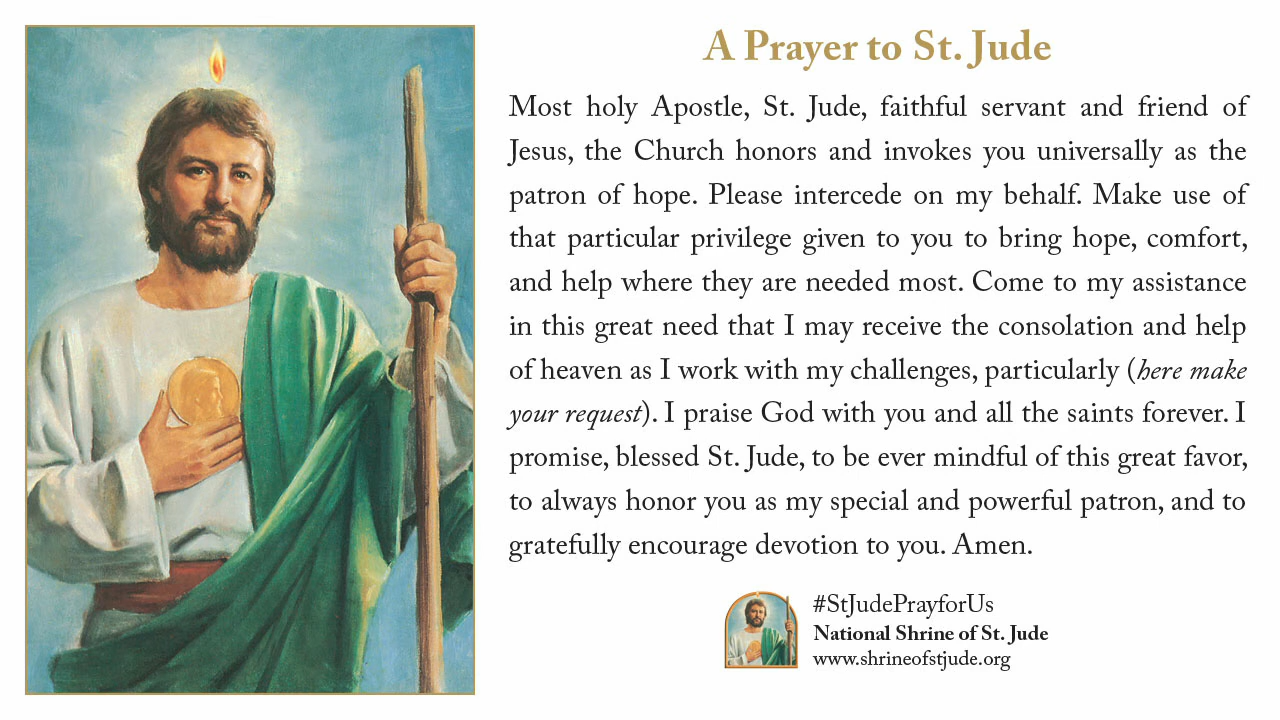 A Prayer to St. Jude
Most holy Apostle, St. Jude, faithful servant and friend of
Jesus, the Church honors and invokes you universally as the
patron of hope. Please intercede on my behalf. Make use of
that particular privilege given to you to bring hope, comfort,
and help where they are needed most. Come to my assistance
in this great need that I may receive the consolation and help
of heaven as I work with my challenges, particularly (here make
your request). I praise God with you and all the saints forever. I
promise, blessed St. Jude, to be ever mindful of this great favor,
to always honor you as my special and powerful patron, and to
gratefully encourage devotion to you. Amen.
#StJudePrayforUs
National Shrine of St. Jude
www.shrineofstjude.org